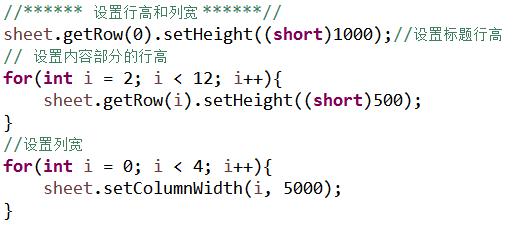 //****** 设置行高和列宽 ******//
sheet.getRow(0).setHeight((short)1000);//设置标题行高
// 设置内容部分的行高
for(int i = 2; i < 12; i++){
    sheet.getRow(i).setHeight((short)500);
}
//设置列宽
for(int i = 0; i < 4; i++){
    sheet.setColumnWidth(i, 5000);
}